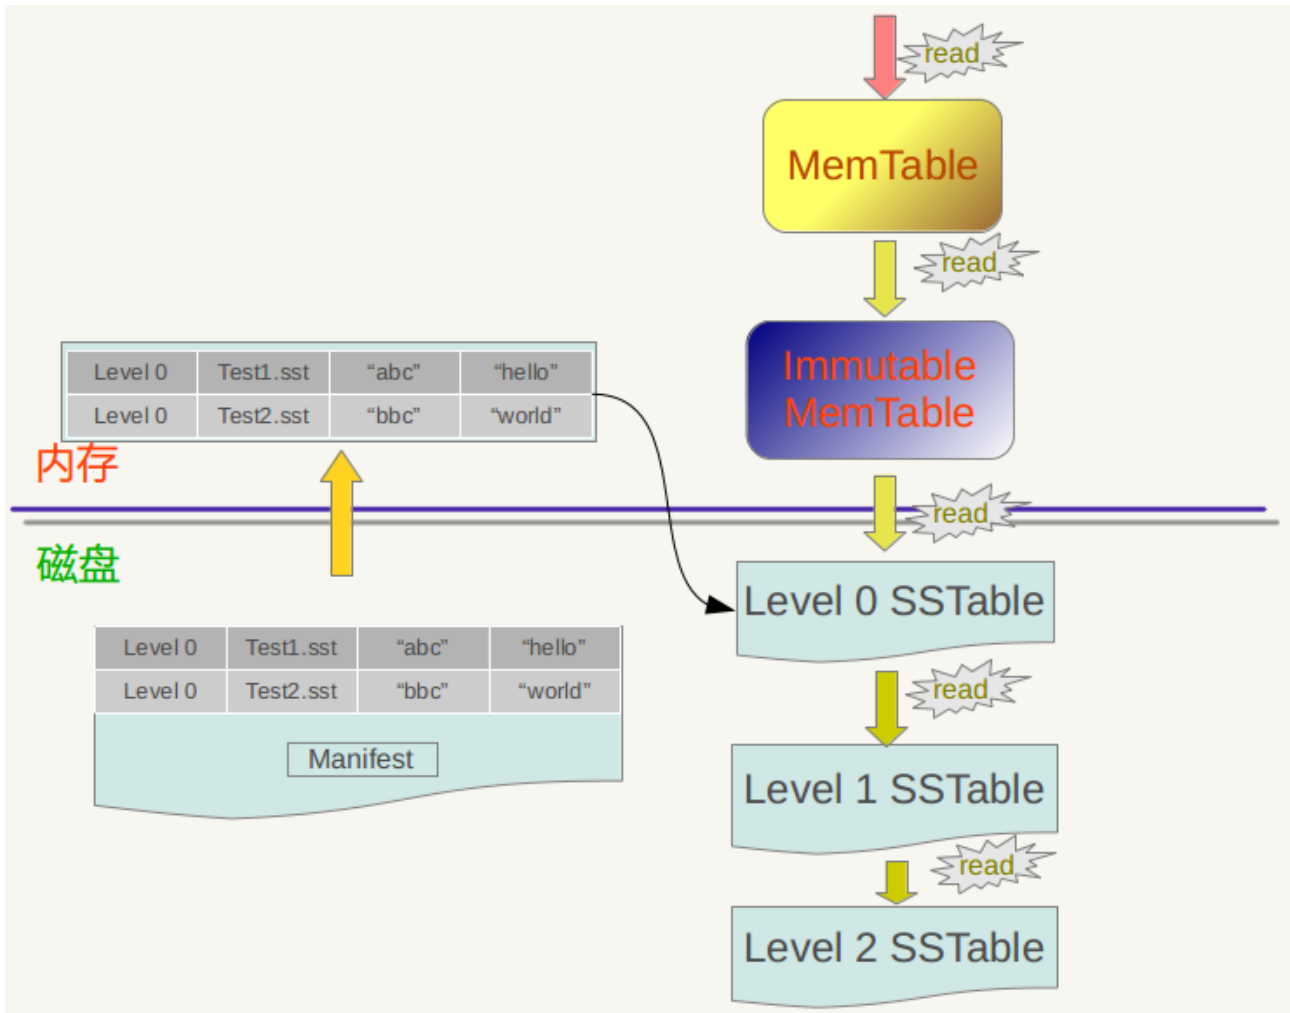 read
MemTable
read
Immutable
MemTable
Level 0 Test1.sst “abc” “hello”
Level 0 Test2.sst “bbc” “world”
内存
read
磁盘
Level 0 SSTable
Level 0 Test1.sst “abc” “hello”
Level 0 Test2.sst “bbc” “world”
Manifest
read
Level 1 SSTable
read
Level 2 SSTable